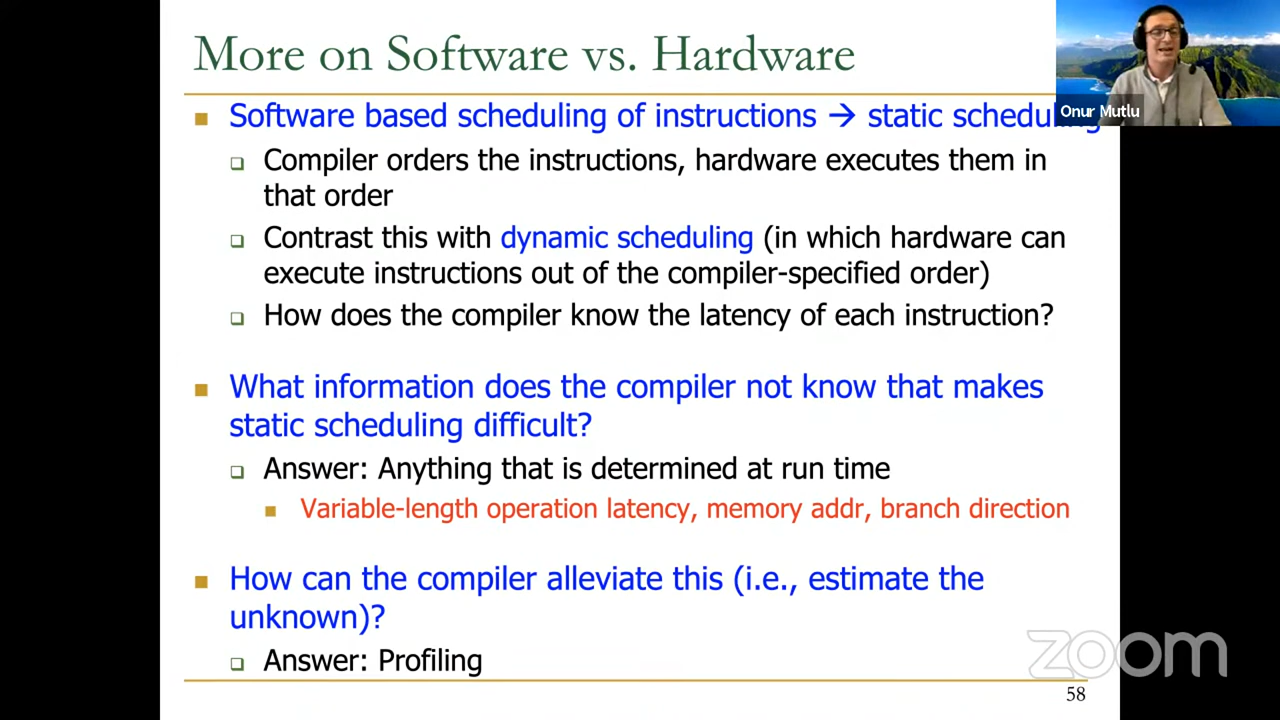 More on Software vs. Hardware
Onur Mutlu
Software based scheduling of instructions → static scheduling
Compiler orders the instructions, hardware executes them in
that order
Contrast this with dynamic scheduling (in which hardware can
execute instructions out of the compiler-specified order)
How does the compiler know the latency of each instruction?
What information does the compiler not know that makes
static scheduling difficult?
Answer: Anything that is determined at run time
Variable-length operation latency, memory addr, branch direction
How can the compiler alleviate this (i.e., estimate the
unknown)?
Answer: Profiling
zoom
58